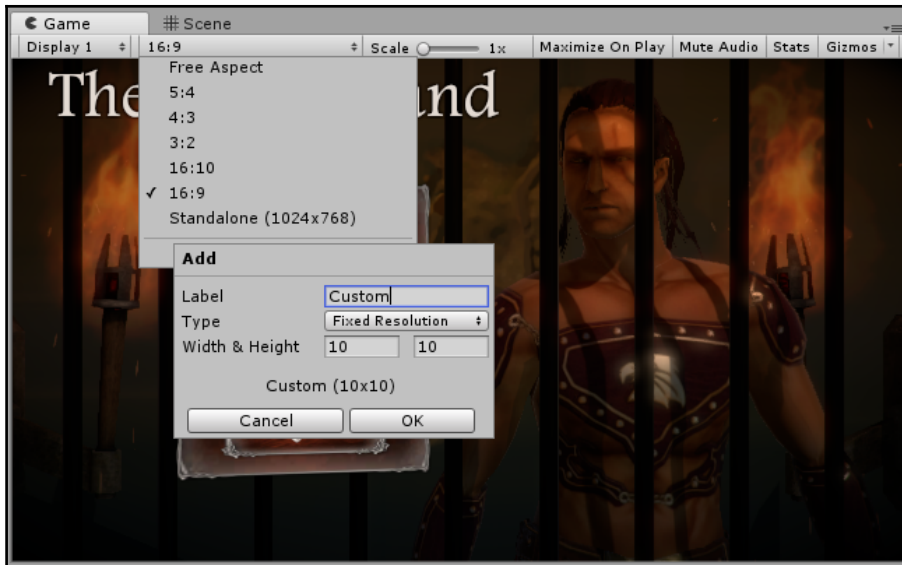 Game Scene
Display 1 16:9 Scale 1x Maximize On Play Mute Audio Stats Gizmos
Free Aspect
5:4
4:3
3:2
16:10
16:9
Standalone (1024x768)
The
und
Add
Label Custom
Type Fixed Resolution
Width & Height 10 10
Custom (10x10)
Cancel OK